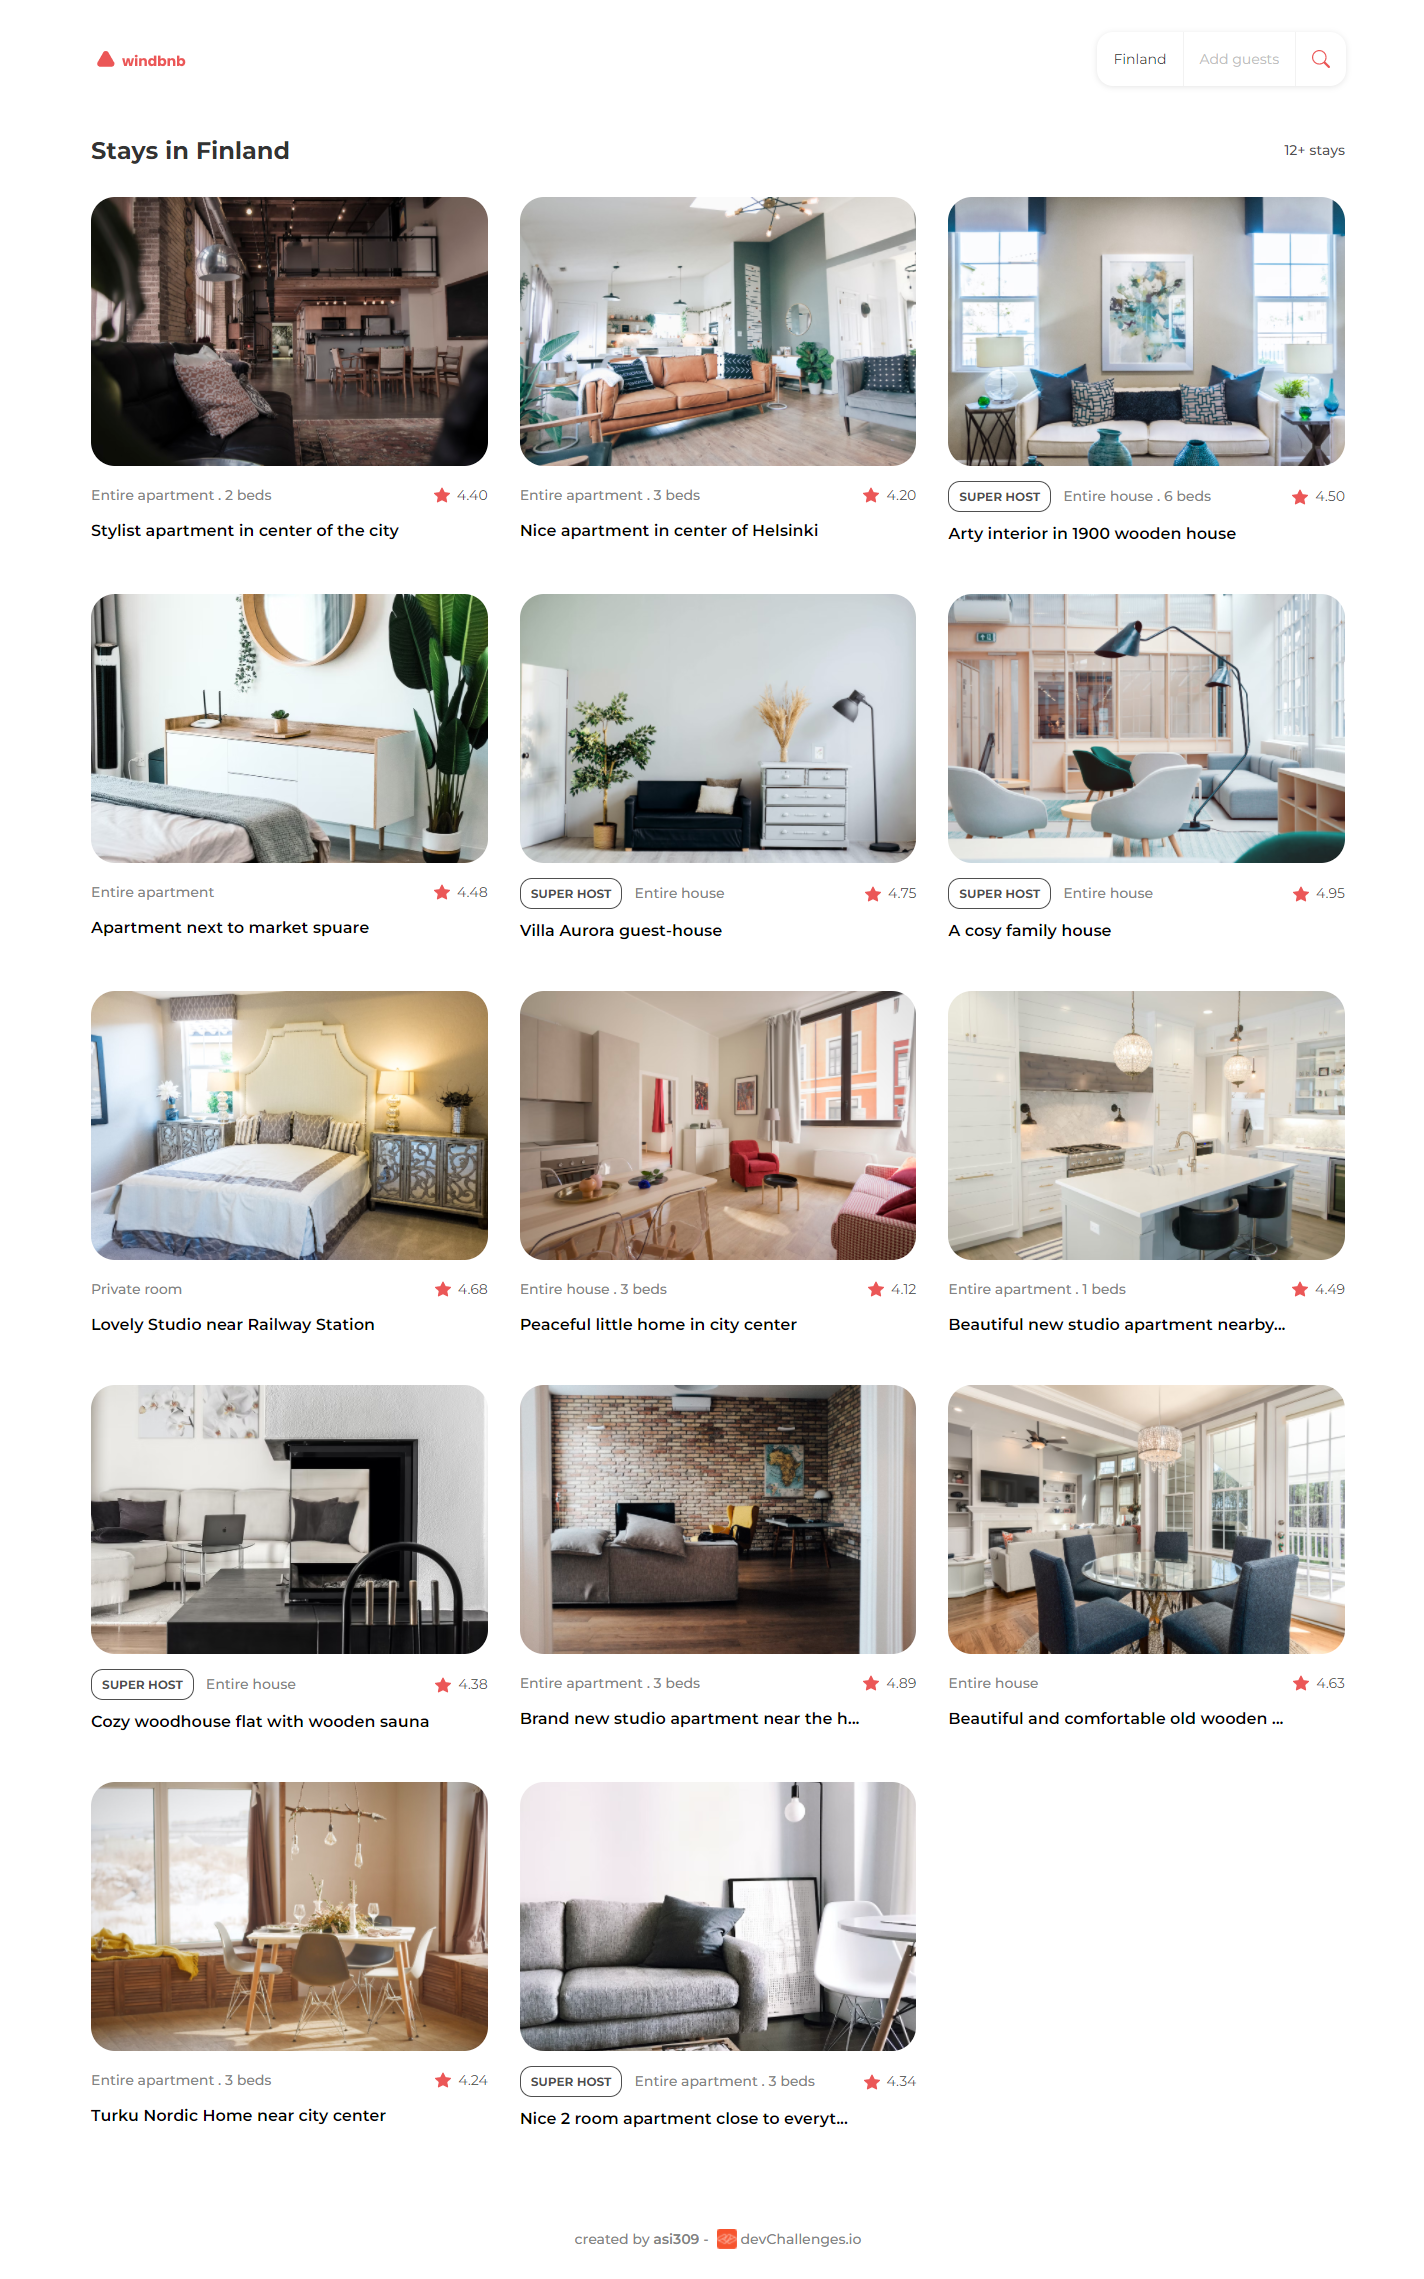 windbnb
Finland
Add guests
Stays in Finland
12+ stays
Entire apartment . 2 beds
4.40
Stylist apartment in center of the city
Entire apartment . 3 beds
4.20
Nice apartment in center of Helsinki
SUPER HOST
Entire house . 6 beds
4.50
Arty interior in 1900 wooden house
Entire apartment
4.48
Apartment next to market spuare
SUPER HOST
Entire house
4.75
Villa Aurora guest-house
SUPER HOST
Entire house
4.95
A cosy family house
Private room
4.68
Lovely Studio near Railway Station
Entire house . 3 beds
4.12
Peaceful little home in city center
Entire apartment . 1 beds
4.49
Beautiful new studio apartment nearby...
SUPER HOST
Entire house
4.38
Cozy woodhouse flat with wooden sauna
Entire apartment . 3 beds
4.89
Brand new studio apartment near the h...
Entire house
4.63
Beautiful and comfortable old wooden ...
Entire apartment . 3 beds
4.24
Turku Nordic Home near city center
SUPER HOST
Entire apartment . 3 beds
4.34
Nice 2 room apartment close to everyt...
created by asi309 - devChallenges.io